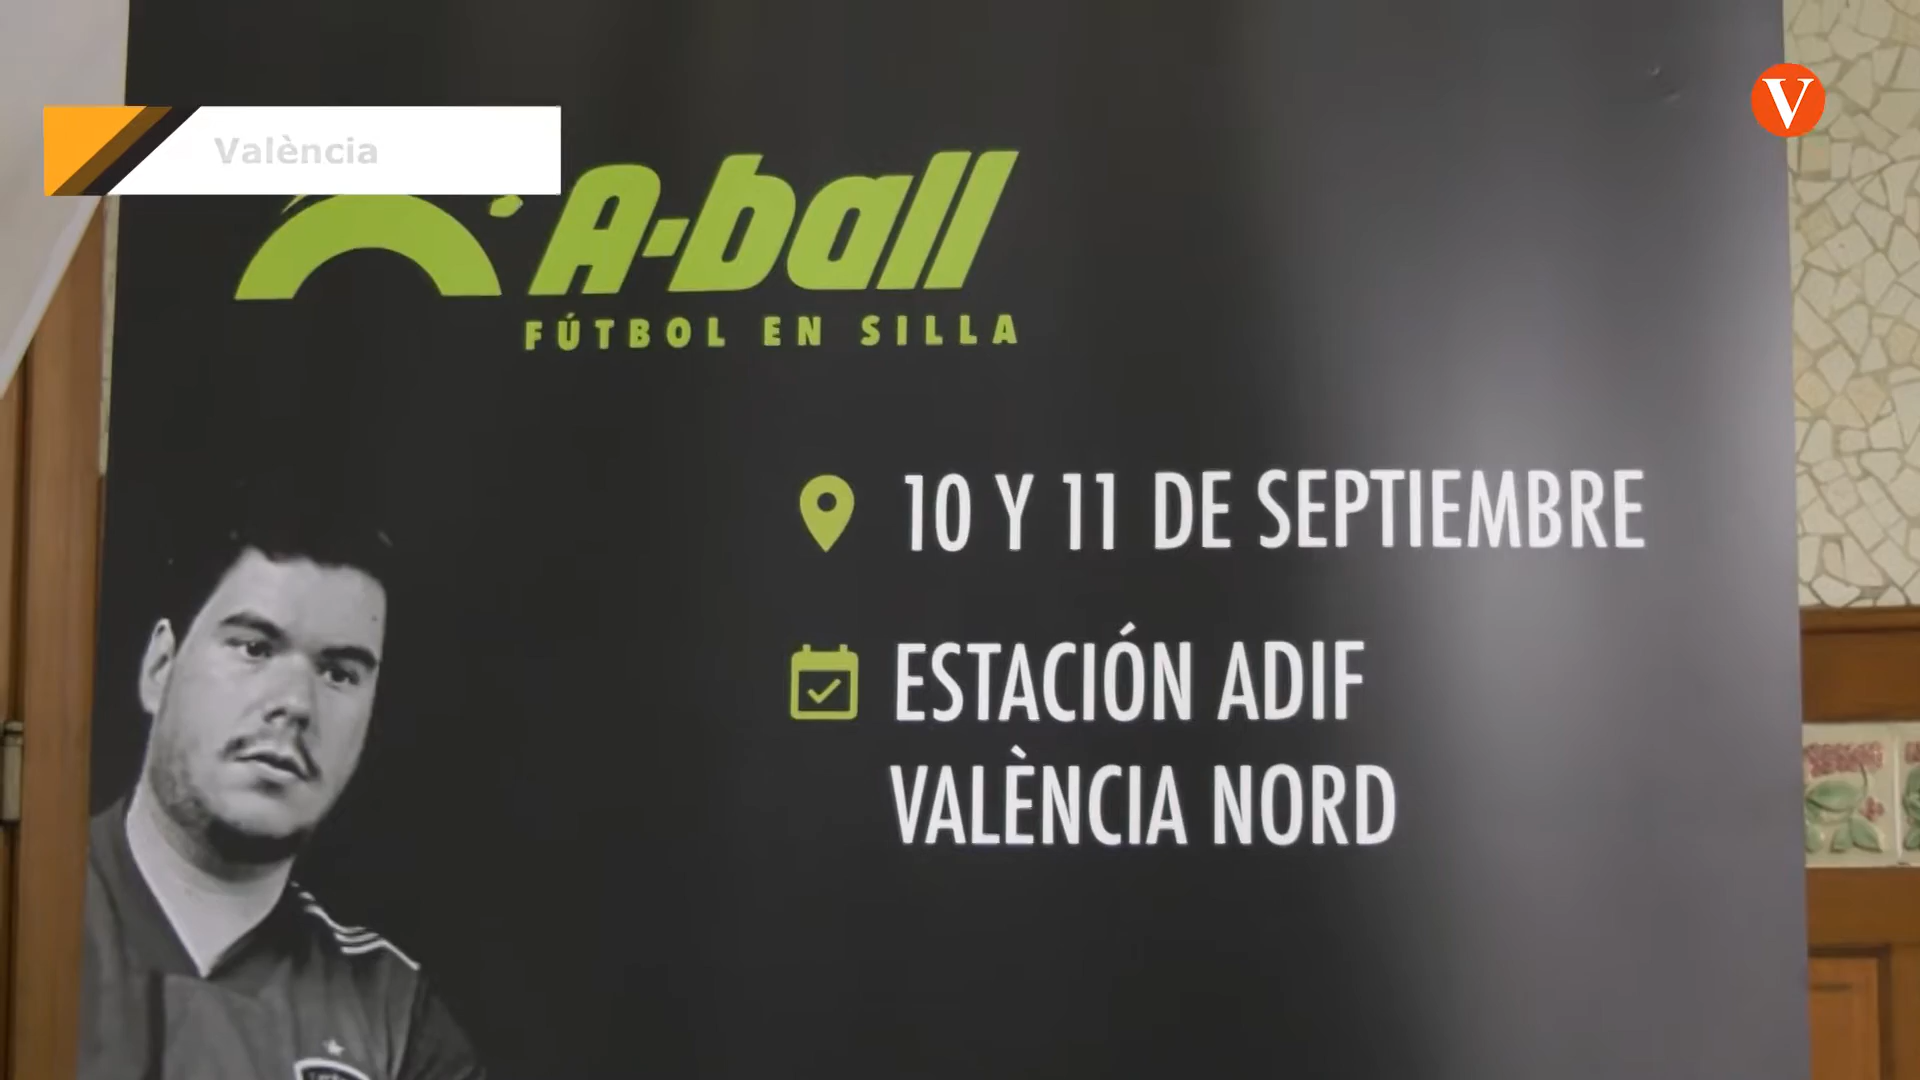 València
V
A-ball
FÚTBOL EN SILLA
10 Y 11 DE SEPTIEMBRE
ESTACIÓN ADIF
VALÈNCIA NORD